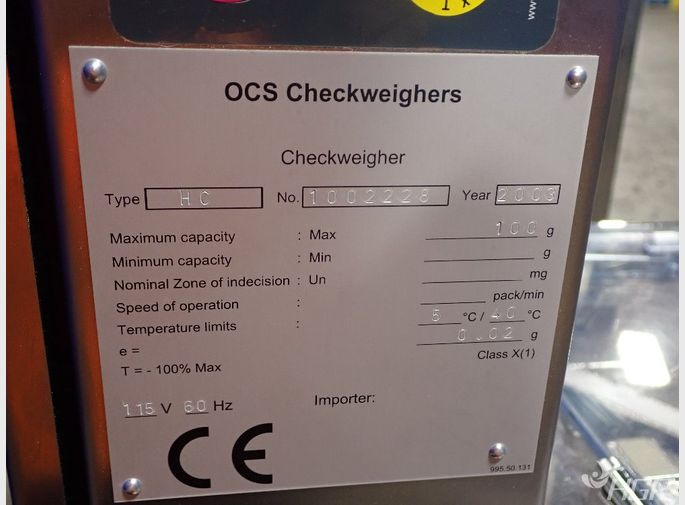 www
OCS Checkweighers
Checkweigher
Type HC No. 1002228 Year 2003
Maximum capacity : Max 100 g
Minimum capacity : Min g
Nominal Zone of indecision : Un mg
Speed of operation : pack/min
Temperature limits : 5 °C / 40 °C
e = 0.02 g
T = - 100% Max Class X(1)
115 V 60 Hz Importer:
CE
995.50.131
HGR